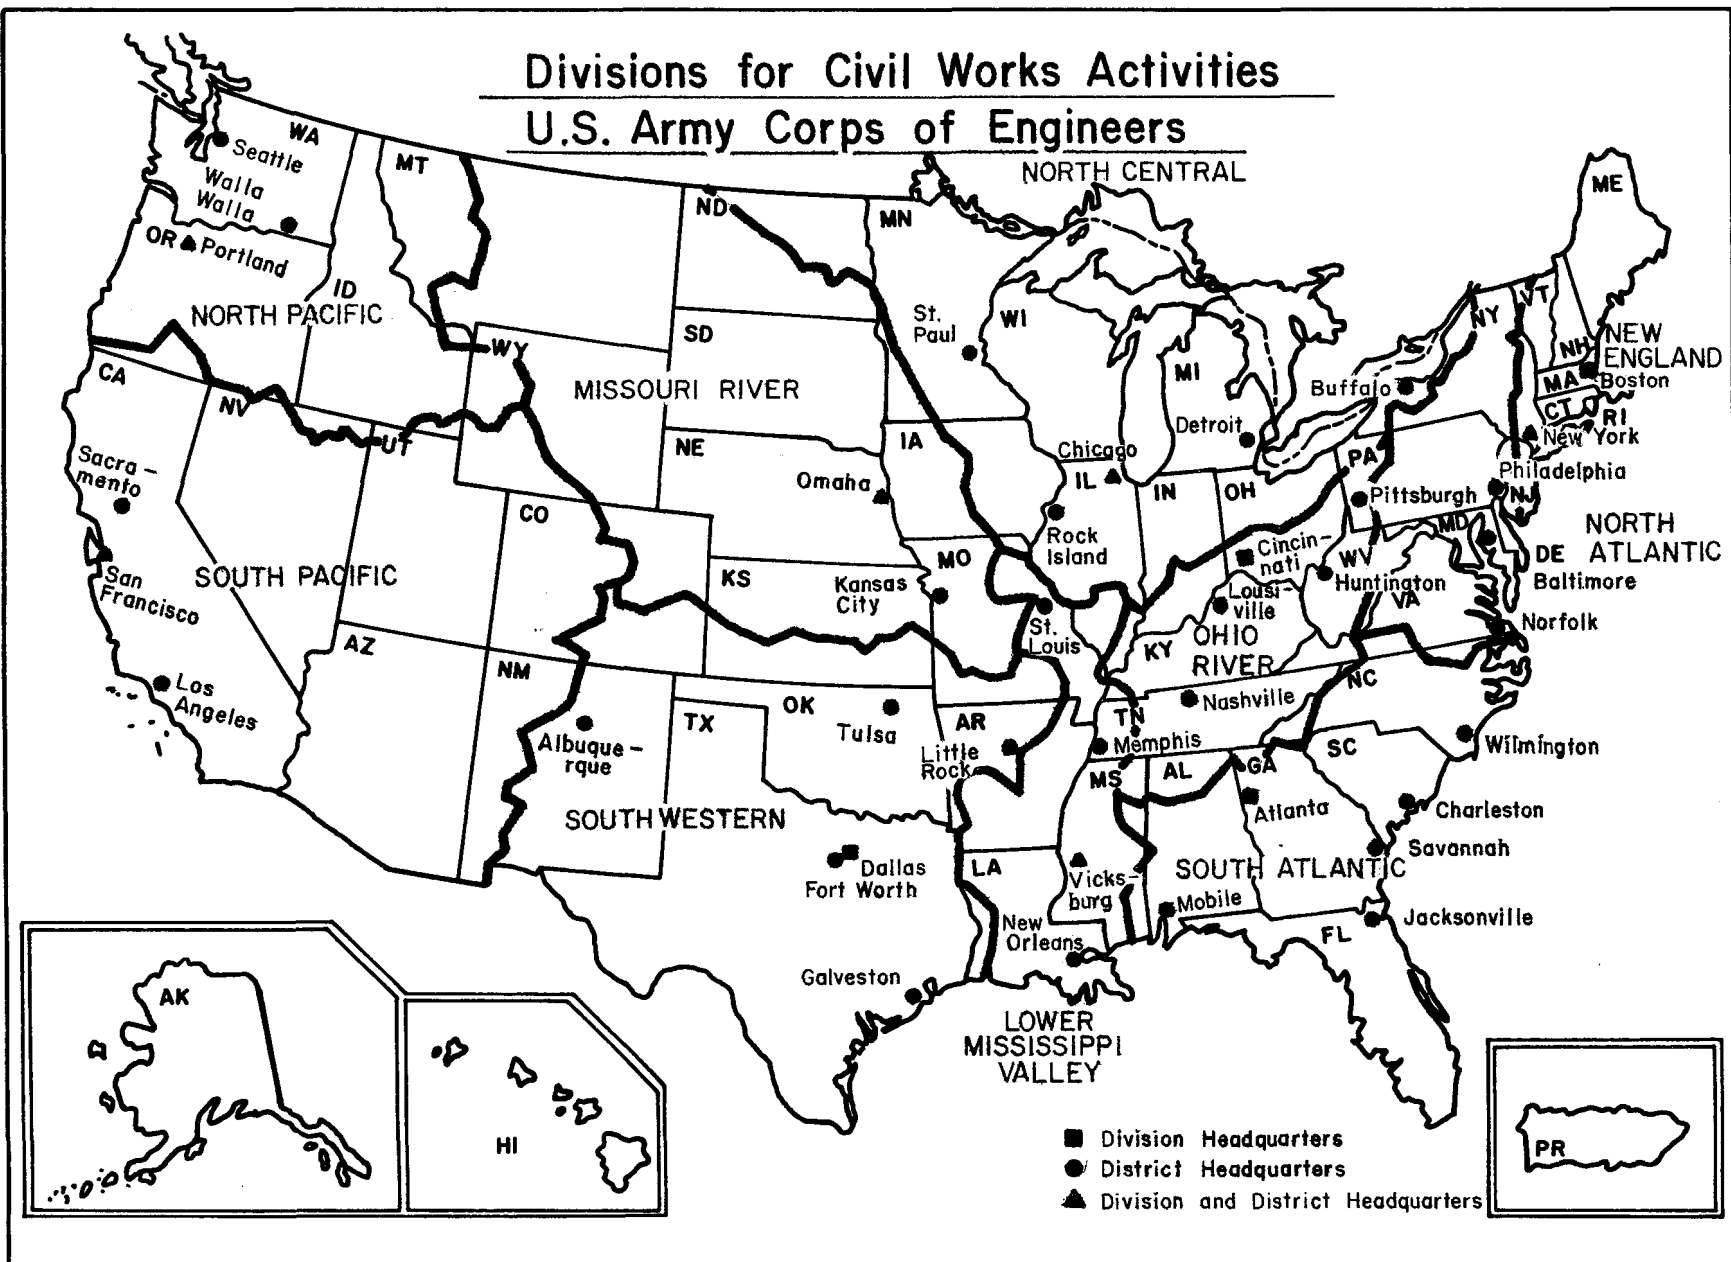 Divisions for Civil Works Activities
U.S. Army Corps of Engineers
NORTH CENTRAL
WA
Seattle
Walla
Walla
MT
ND
MN
ME
OR
Portland
ID
NORTH PACIFIC
St.
Paul
WI
SD
WY
MISSOURI RIVER
MI
NY
VT
NH
NEW
ENGLAND
MA
Boston
CT
RI
Buffalo
Detroit
New York
CA
NV
UT
NE
IA
Chicago
IL
IN
OH
PA
Philadelphia
Pittsburgh
NJ
Omaha
Sacra-
mento
CO
Rock
Island
Cincin-
nati
MD
WV
NORTH
ATLANTIC
DE
Baltimore
Huntington
VA
SOUTH PACIFIC
San
Francisco
KS
MO
Kansas
City
St.
Louis
Lousi-
ville
KY
OHIO
RIVER
Norfolk
AZ
NM
Los
Angeles
OK
Tulsa
TX
AR
Little
Rock
TN
Nashville
Memphis
NC
Wilmington
Albuque-
rque
MS
AL
GA
SC
Atlanta
Charleston
SOUTH WESTERN
Dallas
Fort Worth
LA
Vicks-
burg
SOUTH ATLANTIC
Savannah
Mobile
Jacksonville
FL
New
Orleans
Galveston
LOWER
MISSISSIPPI
VALLEY
AK
HI
PR
Division Headquarters
District Headquarters
Division and District Headquarters